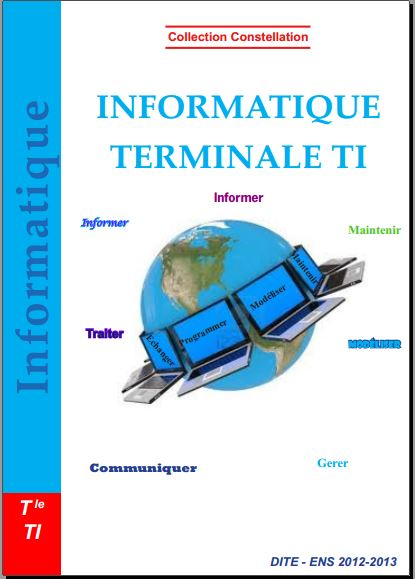 Collection Constellation
INFORMATIQUE
TERMINALE TI
Informatique
Informer
Informer
Maintenir
Maintenir
Modéliser
Programmer
Echanger
Traiter
MODÉLISER
Communiquer
Gerer
T le
TI
DITE - ENS 2012-2013